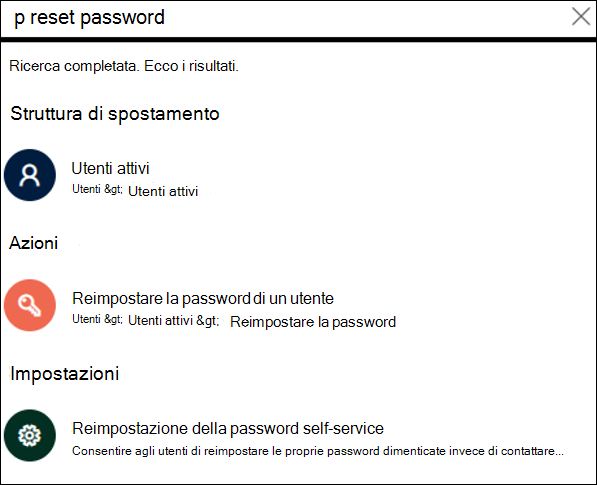 p reset password
Ricerca completata. Ecco i risultati.
Struttura di spostamento
Utenti attivi
Utenti &gt; Utenti attivi
Azioni
Reimpostare la password di un utente
Utenti &gt; Utenti attivi &gt; Reimpostare la password
Impostazioni
Reimpostazione della password self-service
Consentire agli utenti di reimpostare le proprie password dimenticate invece di contattare...